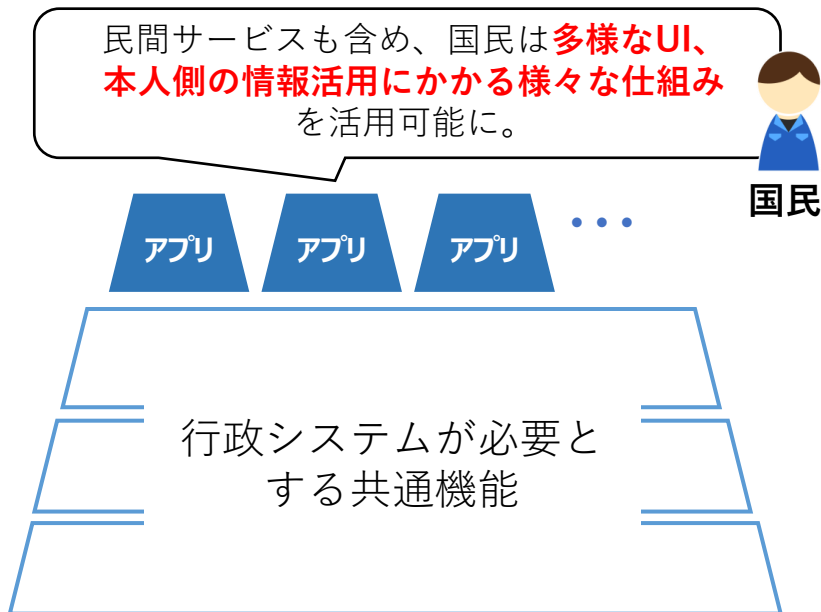 民間サービスも含め、国民は多様なUI、
本人側の情報活用にかかる様々な仕組み
を活用可能に。
国民
アプリ
アプリ
アプリ
・・・
行政システムが必要と
する共通機能